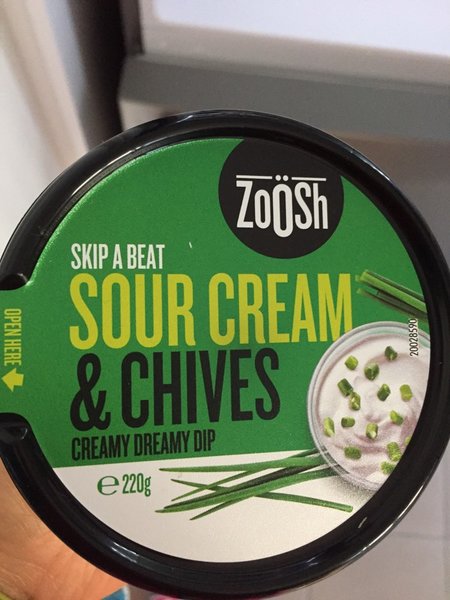 ZOÖSh
SKIP A BEAT
SOUR CREAM
& CHIVES
CREAMY DREAMY DIP
℮ 220g
OPEN HERE
20028590